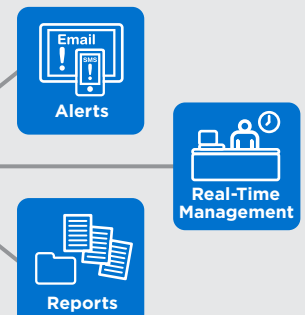 Email
!
SMS
!
Alerts
Real-Time
Management
Reports